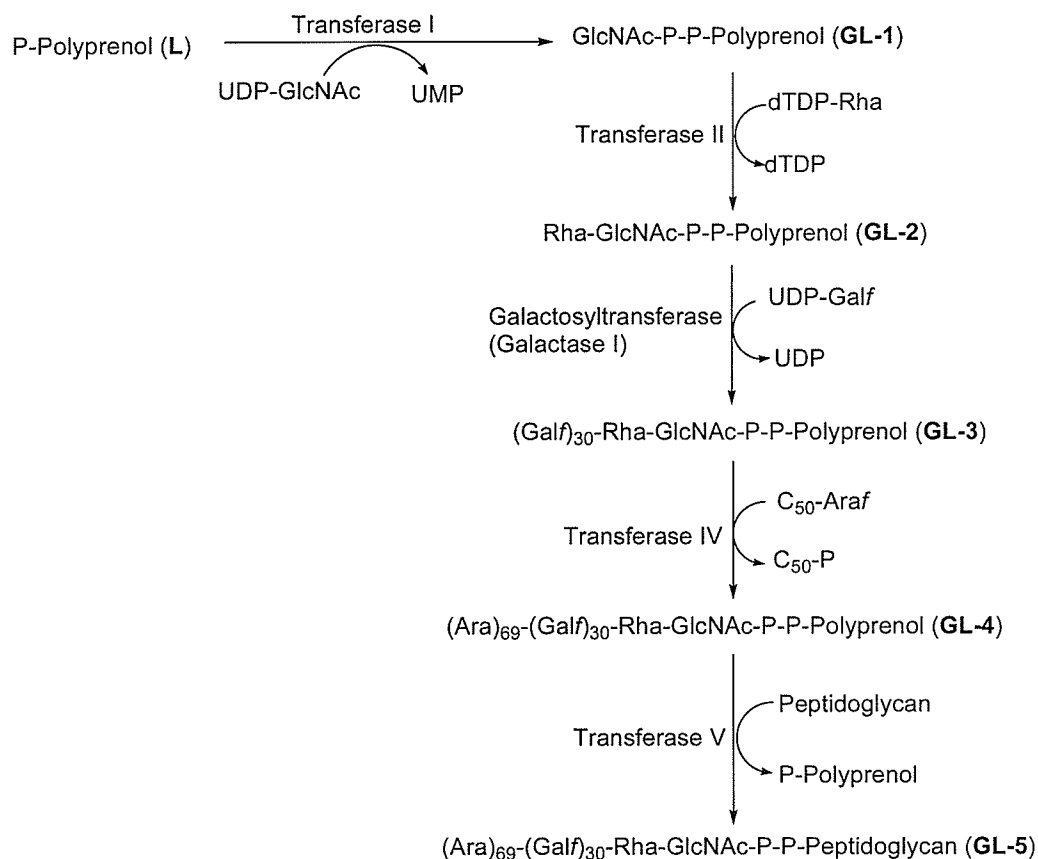 P-Polyprenol (L)
Transferase I
UDP-GlcNAc
UMP
GlcNAc-P-P-Polyprenol (GL-1)
Transferase II
dTDP-Rha
dTDP
Rha-GlcNAc-P-P-Polyprenol (GL-2)
Galactosyltransferase
(Galactase I)
UDP-Galf
UDP
(Galf)30-Rha-GlcNAc-P-P-Polyprenol (GL-3)
Transferase IV
C50-Araf
C50-P
(Ara)69-(Galf)30-Rha-GlcNAc-P-P-Polyprenol (GL-4)
Transferase V
Peptidoglycan
P-Polyprenol
(Ara)69-(Galf)30-Rha-GlcNAc-P-P-Peptidoglycan (GL-5)